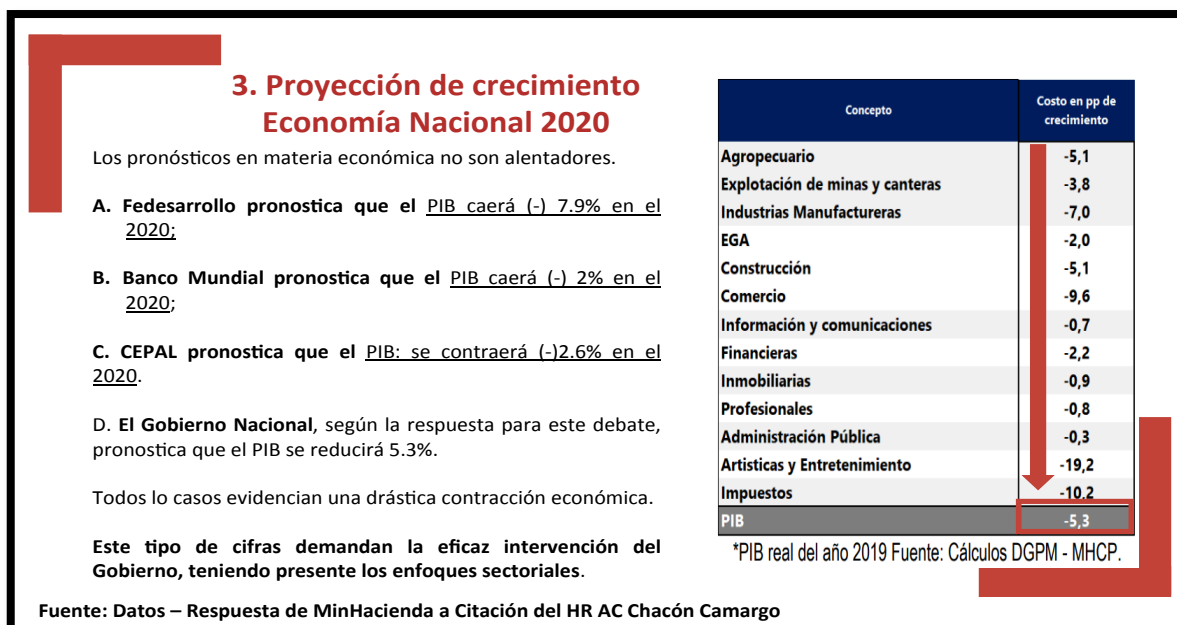 3. Proyección de crecimiento
Economía Nacional 2020
Los pronósticos en materia económica no son alentadores.
A. Fedesarrollo pronostica que el PIB caerá (-) 7.9% en el
2020;
B. Banco Mundial pronostica que el PIB caerá (-) 2% en el
2020;
C. CEPAL pronostica que el PIB: se contraerá (-)2.6% en el
2020.
D. El Gobierno Nacional, según la respuesta para este debate,
pronostica que el PIB se reducirá 5.3%.
Todos lo casos evidencian una drástica contracción económica.
Este tipo de cifras demandan la eficaz intervención del
Gobierno, teniendo presente los enfoques sectoriales.
Concepto Costo en pp de
crecimiento
Agropecuario -5,1
Explotación de minas y canteras -3,8
Industrias Manufactureras -7,0
EGA -2,0
Construcción -5,1
Comercio -9,6
Información y comunicaciones -0,7
Financieras -2,2
Inmobiliarias -0,9
Profesionales -0,8
Administración Pública -0,3
Artisticas y Entretenimiento -19,2
Impuestos -10,2
PIB -5,3
*PIB real del año 2019 Fuente: Cálculos DGPM - MHCP.
Fuente: Datos – Respuesta de MinHacienda a Citación del HR AC Chacón Camargo